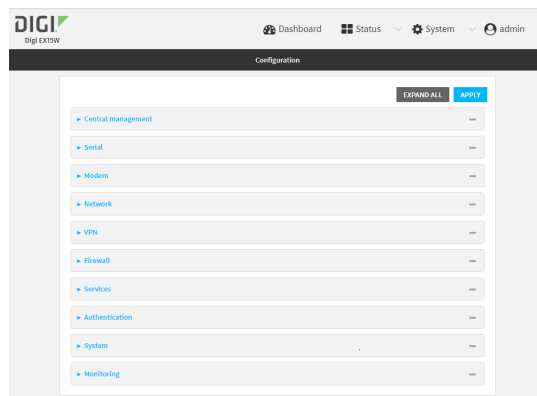 DIGI
Digi EX15W
Dashboard Status System admin
Configuration
EXPAND ALL APPLY
Central management
Serial
Modem
Network
VPN
Firewall
Services
Authentication
System
Monitoring